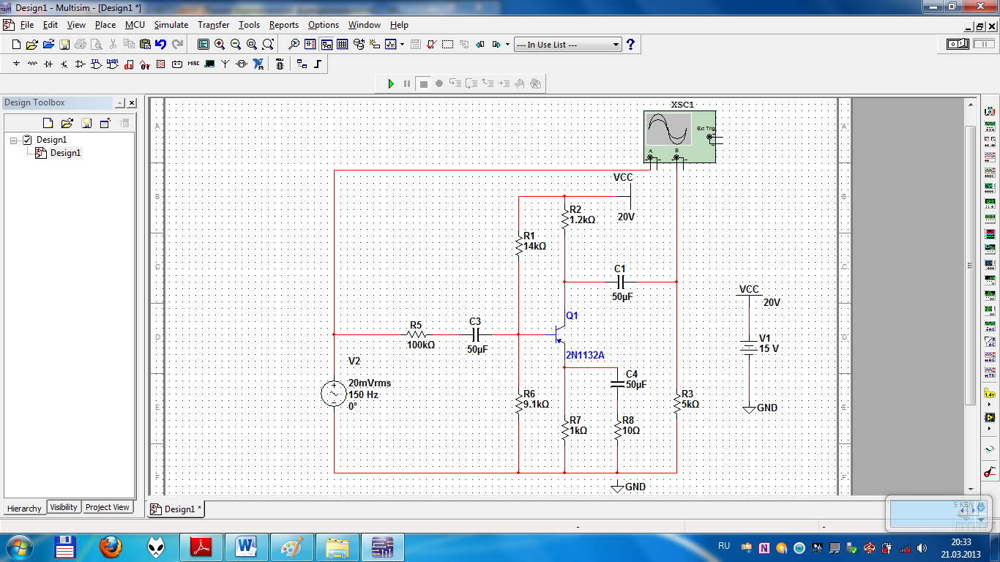 Design1 - Multisim - [Design1 *]
File Edit View Place MCU Simulate Transfer Tools Reports Options Window Help
--- In Use List ---
MISC
Design Toolbox
Design1
Design1
Hierarchy Visibility Project View
A
B
C
D
E
F
A
B
C
D
E
F
XSC1
Ext Trig
A B
VCC
20V
R2
1.2kΩ
R1
14kΩ
C1
50µF
VCC
20V
V1
15 V
GND
Q1
2N1132A
R5
100kΩ
C3
50µF
V2
20mVrms
150 Hz
0°
C4
50µF
R6
9.1kΩ
R7
1kΩ
R8
10Ω
R3
5kΩ
GND
Design1 *
1.4v
5 KB/s
RU
20:33
21.03.2013